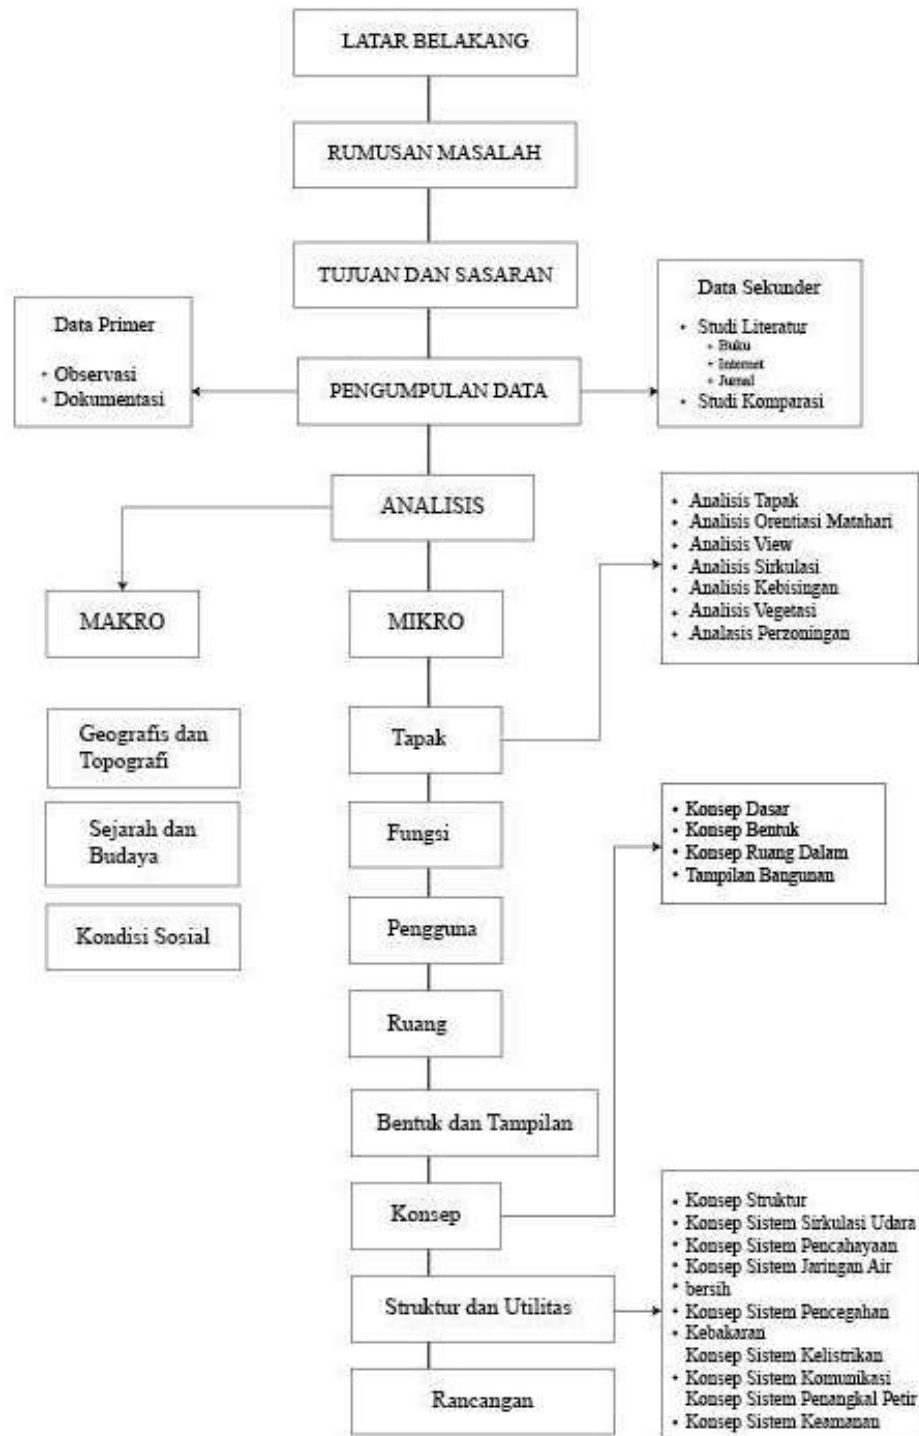 LATAR BELAKANG
RUMUSAN MASALAH
TUJUAN DAN SASARAN
Data Primer
• Observasi
• Dokumentasi
PENGUMPULAN DATA
Data Sekunder
• Studi Literatur
• Buku
• Internet
• Jurnal
• Studi Komparasi
ANALISIS
MAKRO
MIKRO
• Analisis Tapak
• Analisis Orentiasi Matahari
• Analisis View
• Analisis Sirkulasi
• Analisis Kebisingan
• Analisis Vegetasi
• Analasis Perzoningan
Geografis dan
Topografi
Sejarah dan
Budaya
Kondisi Sosial
Tapak
Fungsi
Pengguna
Ruang
Bentuk dan Tampilan
Konsep
• Konsep Dasar
• Konsep Bentuk
• Konsep Ruang Dalam
• Tampilan Bangunan
Struktur dan Utilitas
• Konsep Struktur
• Konsep Sistem Sirkulasi Udara
• Konsep Sistem Pencahayaan
• Konsep Sistem Jaringan Air
• bersih
• Konsep Sistem Pencegahan
• Kebakaran
Konsep Sistem Kelistrikan
• Konsep Sistem Komunikasi
Konsep Sistem Penangkal Petir
• Konsep Sistem Keamanan
Rancangan